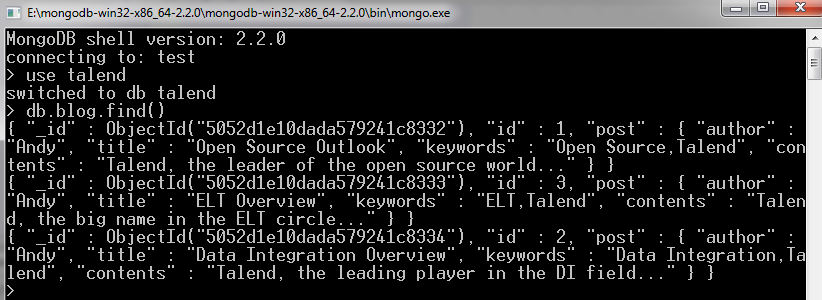 E:\mongodb-win32-x86_64-2.2.0\mongodb-win32-x86_64-2.2.0\bin\mongo.exe
MongoDB shell version: 2.2.0
connecting to: test
> use talend
switched to db talend
> db.blog.find()
{ "_id" : ObjectId("5052d1e10dada579241c8332"), "id" : 1, "post" : { "author" :
"Andy", "title" : "Open Source Outlook", "keywords" : "Open Source,Talend", "con
tents" : "Talend, the leader of the open source world..." } }
{ "_id" : ObjectId("5052d1e10dada579241c8333"), "id" : 3, "post" : { "author" :
"Andy", "title" : "ELT Overview", "keywords" : "ELT,Talend", "contents" : "Talen
d, the big name in the ELT circle..." } }
{ "_id" : ObjectId("5052d1e10dada579241c8334"), "id" : 2, "post" : { "author" :
"Andy", "title" : "Data Integration Overview", "keywords" : "Data Integration,Ta
lend", "contents" : "Talend, the leading player in the DI field..." } }
>